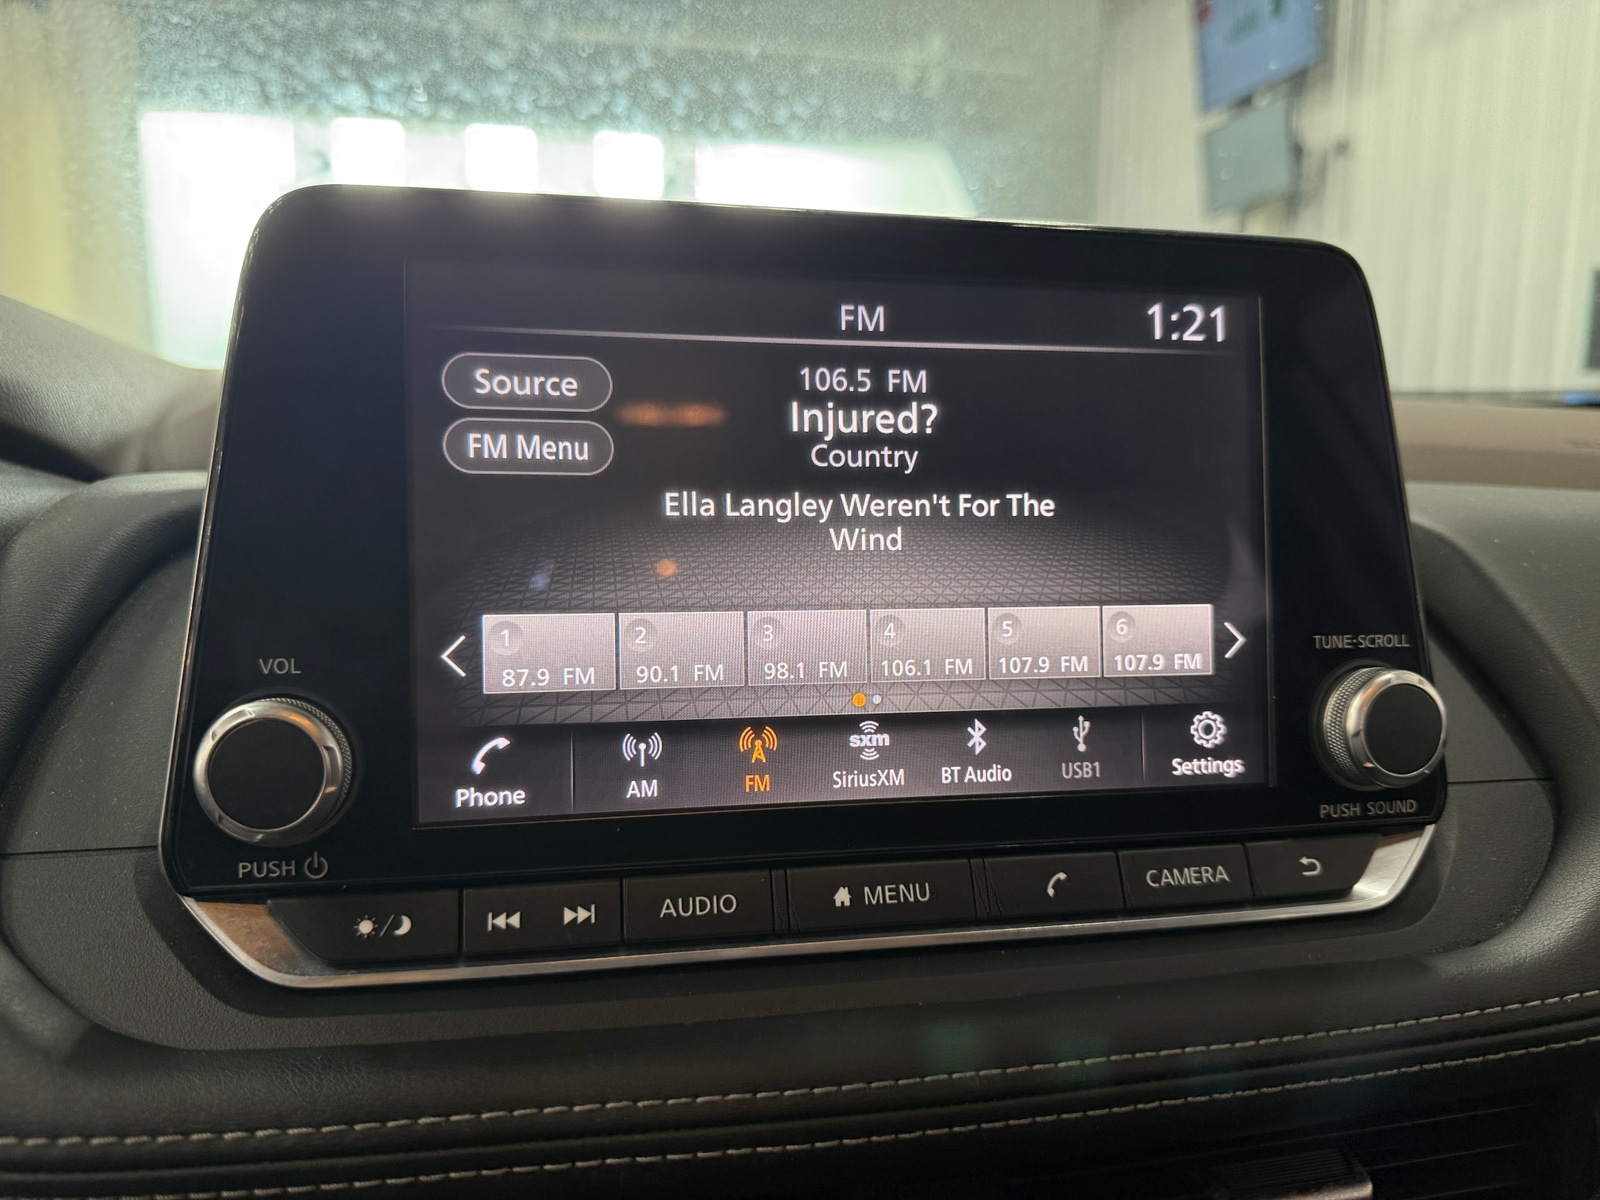 FM
1:21
Source
106.5 FM
Injured?
FM Menu
Country
Ella Langley Weren't For The
Wind
1
2
3
4
5
6
87.9 FM
90.1 FM
98.1 FM
106.1 FM
107.9 FM
107.9 FM
Phone
AM
FM
sxm
SiriusXM
BT Audio
USB1
Settings
VOL
PUSH
TUNE·SCROLL
PUSH SOUND
AUDIO
MENU
CAMERA